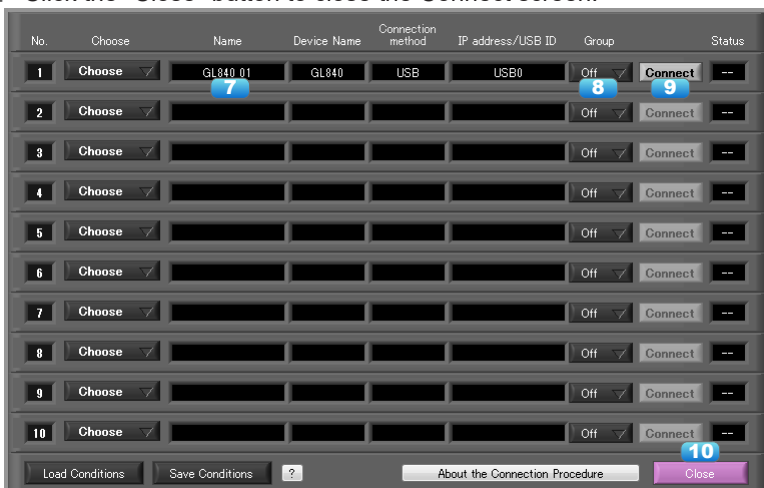 Click the "Close" button to close the Connect screen.
No. Choose Name Device Name Connection method IP address/USB ID Group Status
1 Choose GL840 01 GL840 USB USB0 Off Connect --
7 8 9
2 Choose Off Connect --
3 Choose Off Connect --
4 Choose Off Connect --
5 Choose Off Connect --
6 Choose Off Connect --
7 Choose Off Connect --
8 Choose Off Connect --
9 Choose Off Connect --
10 Choose Off Connect --
10
Load Conditions Save Conditions ? About the Connection Procedure Close